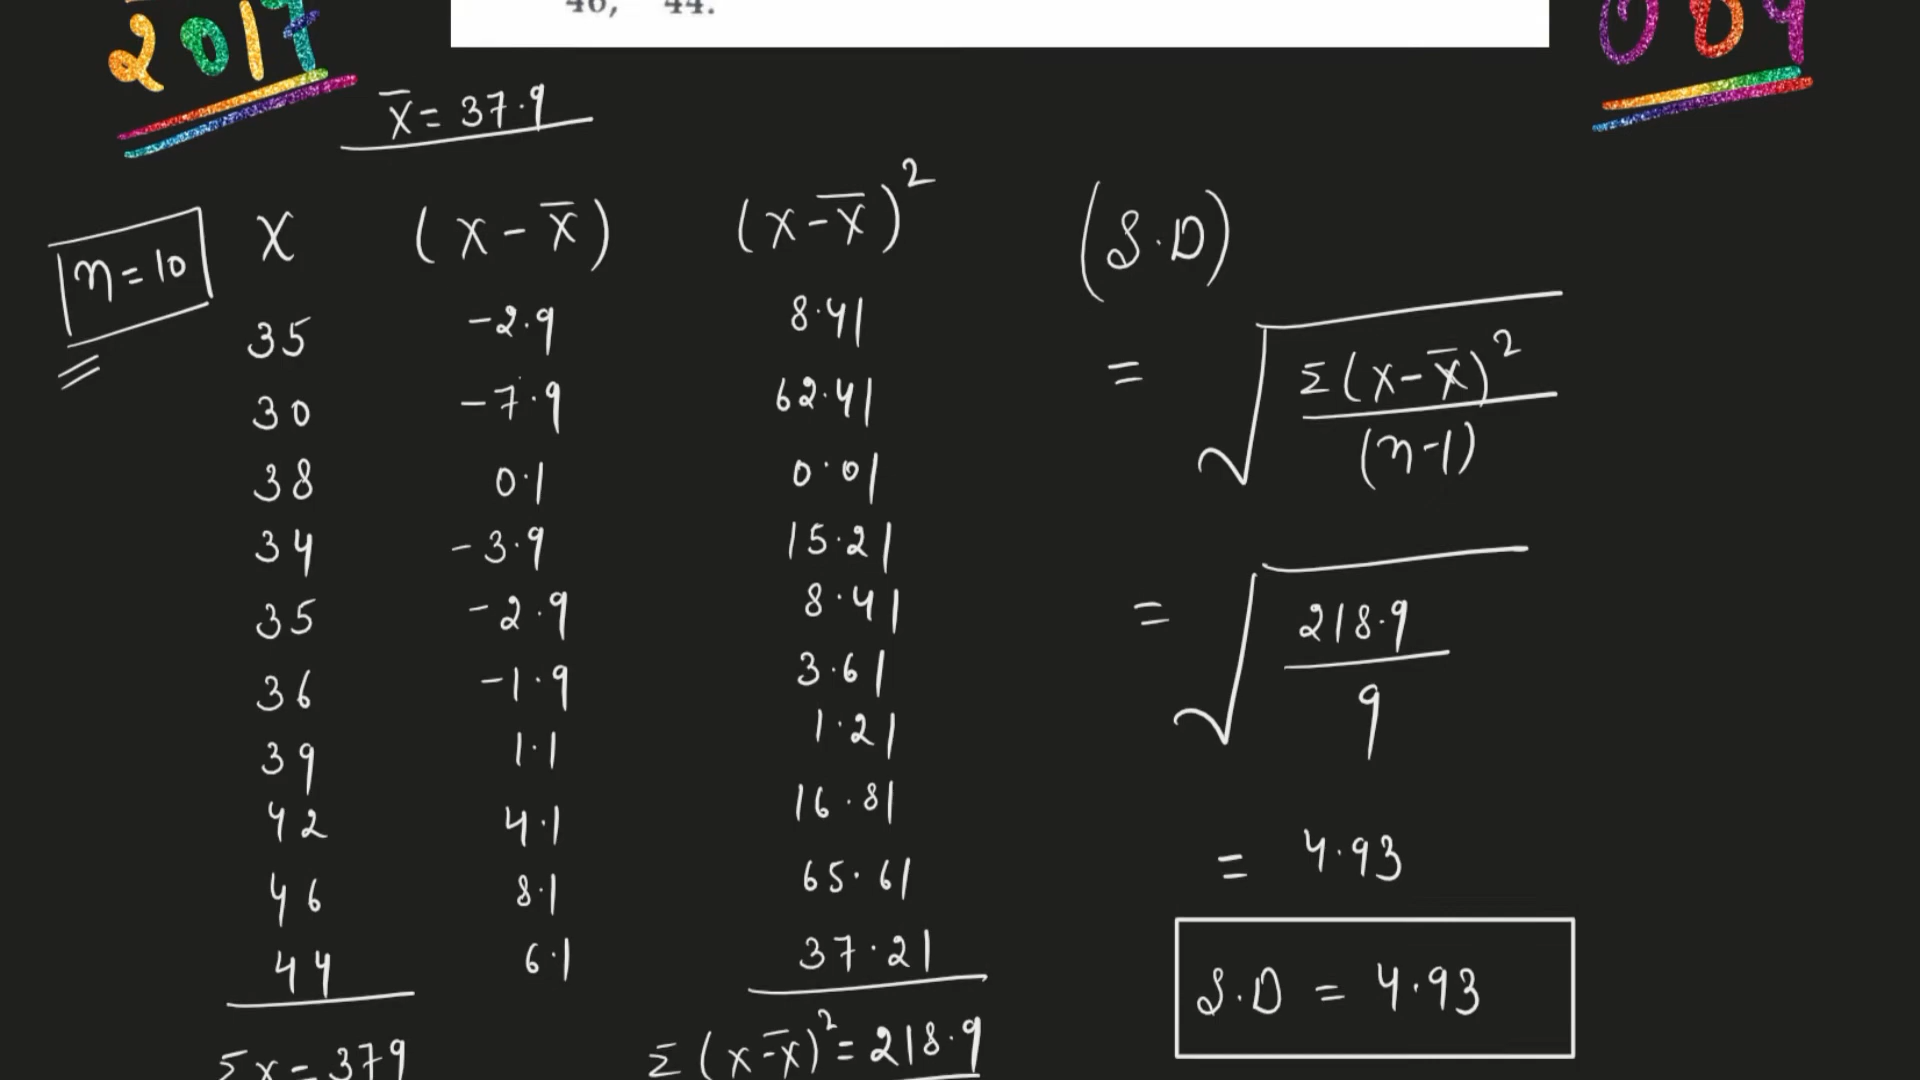 46, 44.
2017
004
x̄ = 37.9
n=10
x (x-x̄) (x-x̄)² (S.D)
35 -2.9 8.41
30 -7.9 62.41
38 0.1 0.01
34 -3.9 15.21
35 -2.9 8.41
36 -1.9 3.61
39 1.1 1.21
42 4.1 16.81
46 8.1 65.61
44 6.1 37.21
Σx = 379 Σ(x-x̄)² = 218.9
= √(Σ(x-x̄)²/(n-1))
= √(218.9/9)
= 4.93
S.D = 4.93